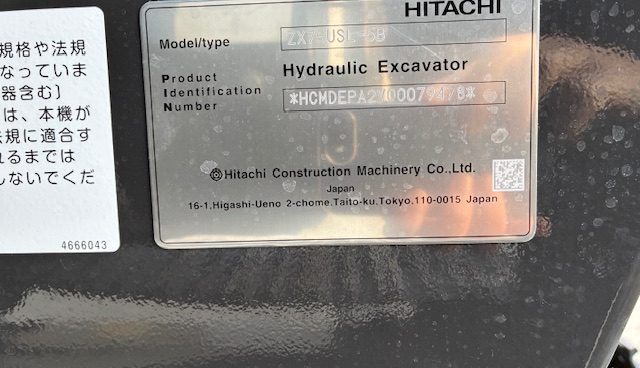 規格や法規
なっていま
器含む〕
は、本機が
法規に適合す
れるまでは
しないでくだ
4666043
HITACHI
Model/type
Product Hydraulic Excavator
Identification
Number
Hitachi Construction Machinery Co.,Ltd.
Japan
16-1,Higashi-Ueno 2-chome,Taito-ku,Tokyo,110-0015 Japan